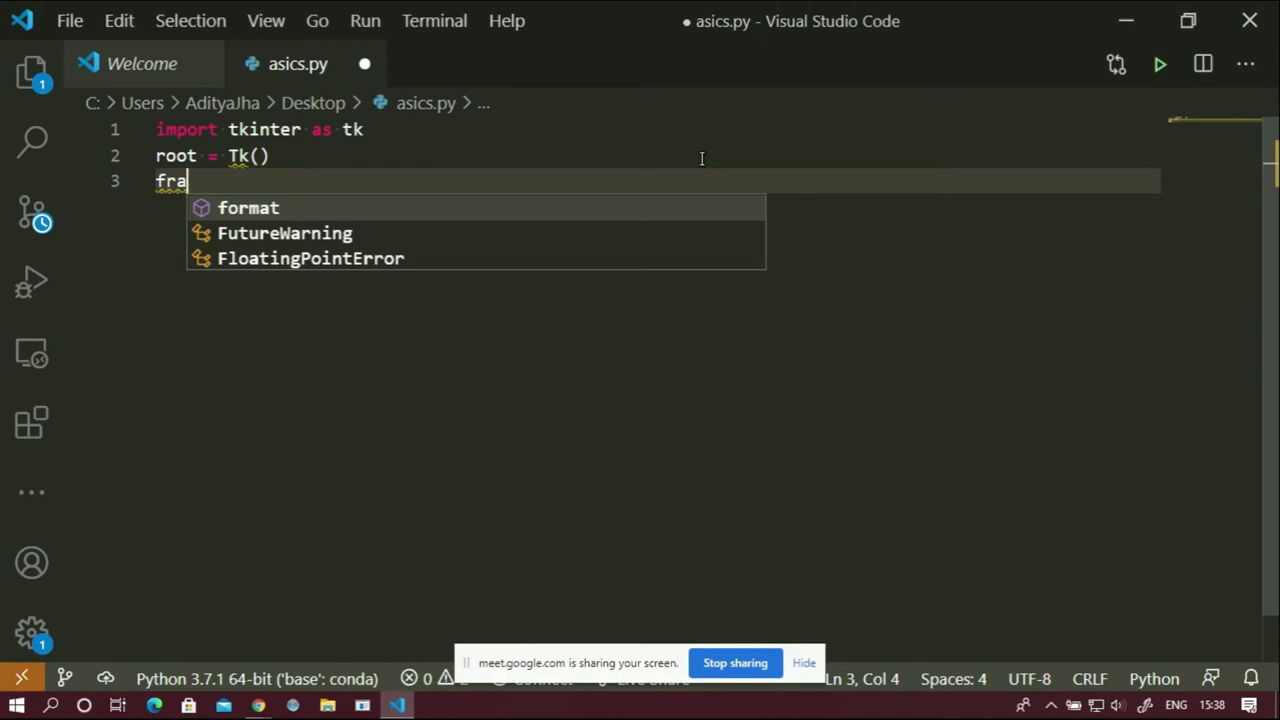 File Edit Selection View Go Run Terminal Help ● asics.py - Visual Studio Code
Welcome asics.py
C: > Users > AdityaJha > Desktop > asics.py > ...
1 import tkinter as tk
2 root = Tk()
3 fra
format
FutureWarning
FloatingPointError
1
1
meet.google.com is sharing your screen. Stop sharing Hide
Python 3.7.1 64-bit ('base': conda) 0 Ln 3, Col 4 Spaces: 4 UTF-8 CRLF Python
ENG 15:38